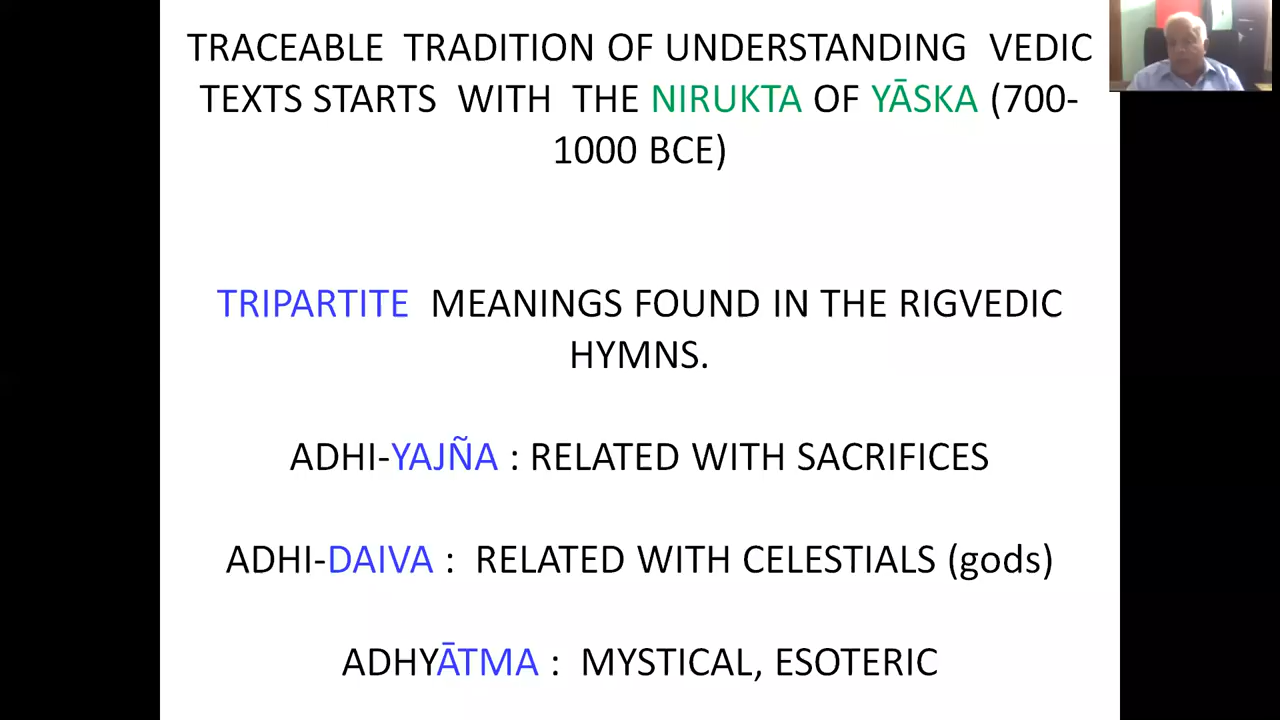 TRACEABLE TRADITION OF UNDERSTANDING VEDIC
TEXTS STARTS WITH THE NIRUKTA OF YĀSKA (700-
1000 BCE)
TRIPARTITE MEANINGS FOUND IN THE RIGVEDIC
HYMNS.
ADHI-YAJÑA : RELATED WITH SACRIFICES
ADHI-DAIVA : RELATED WITH CELESTIALS (gods)
ADHYĀTMA : MYSTICAL, ESOTERIC